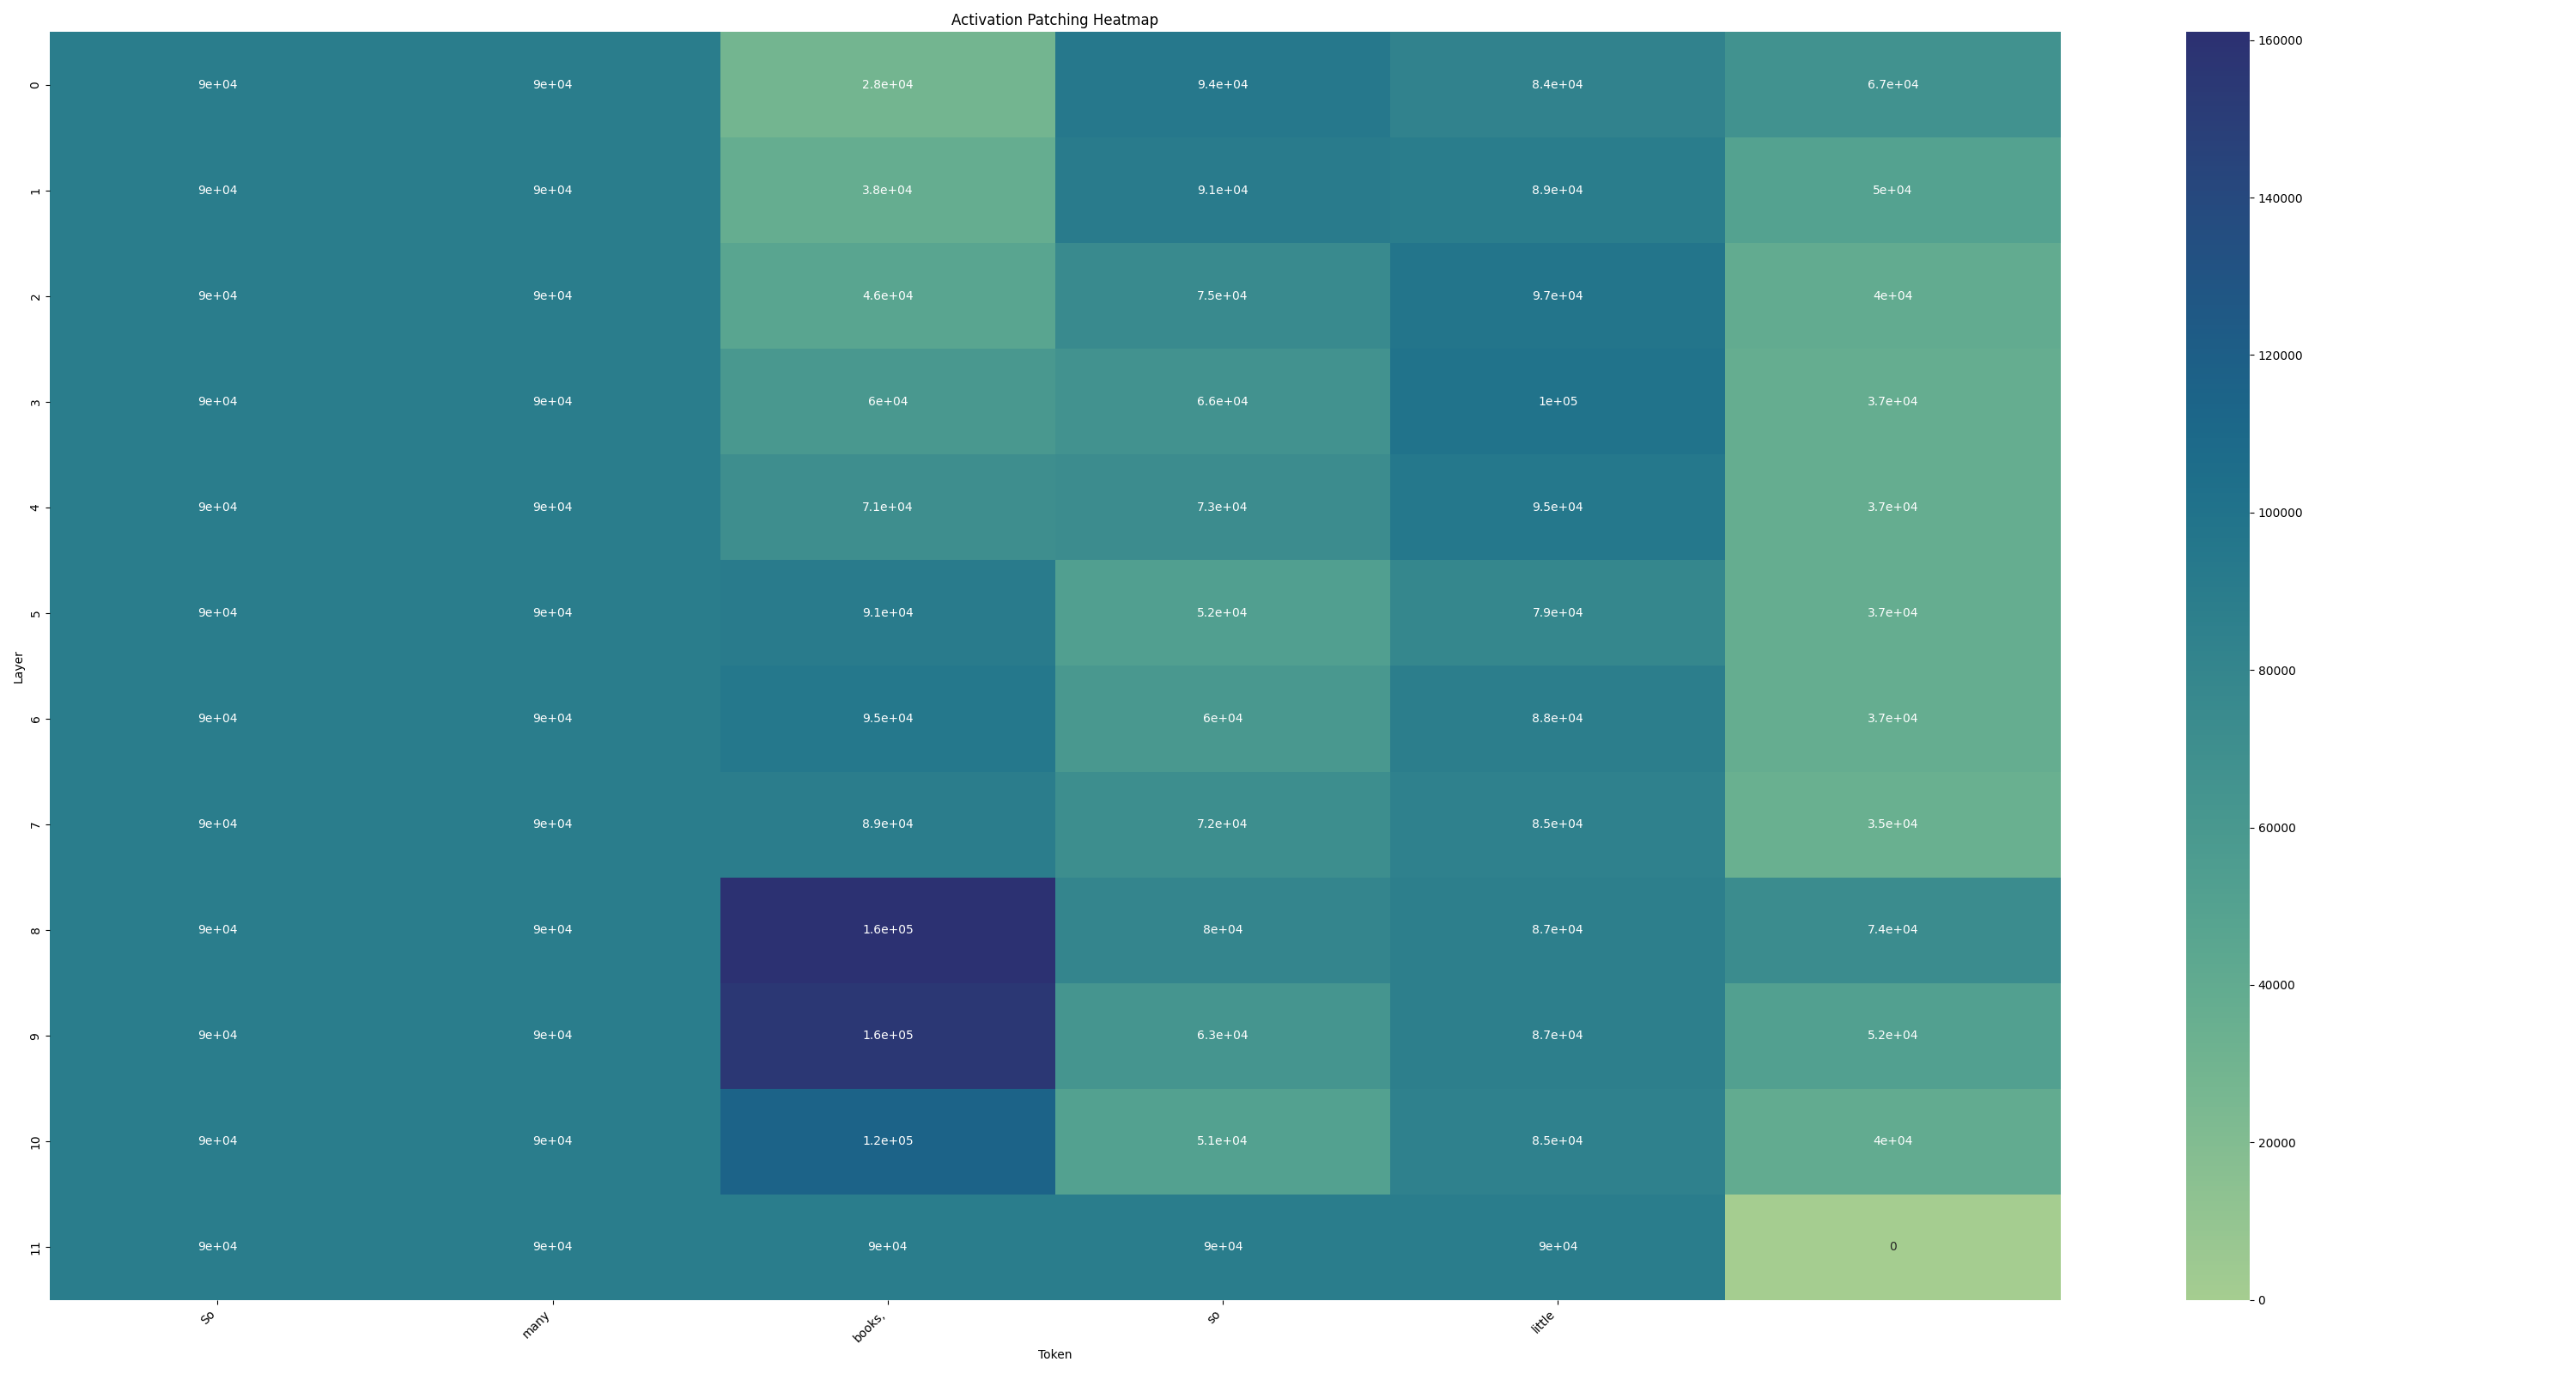 Activation Patching Heatmap
0 9e+04 9e+04 2.8e+04 9.4e+04 8.4e+04 6.7e+04
1 9e+04 9e+04 3.8e+04 9.1e+04 8.9e+04 5e+04
2 9e+04 9e+04 4.6e+04 7.5e+04 9.7e+04 4e+04
3 9e+04 9e+04 6e+04 6.6e+04 1e+05 3.7e+04
4 9e+04 9e+04 7.1e+04 7.3e+04 9.5e+04 3.7e+04
5 9e+04 9e+04 9.1e+04 5.2e+04 7.9e+04 3.7e+04
6 9e+04 9e+04 9.5e+04 6e+04 8.8e+04 3.7e+04
7 9e+04 9e+04 8.9e+04 7.2e+04 8.5e+04 3.5e+04
8 9e+04 9e+04 1.6e+05 8e+04 8.7e+04 7.4e+04
9 9e+04 9e+04 1.6e+05 6.3e+04 8.7e+04 5.2e+04
10 9e+04 9e+04 1.2e+05 5.1e+04 8.5e+04 4e+04
11 9e+04 9e+04 9e+04 9e+04 9e+04 0
Layer
So many books, so little
Token
160000
140000
120000
100000
80000
60000
40000
20000
0